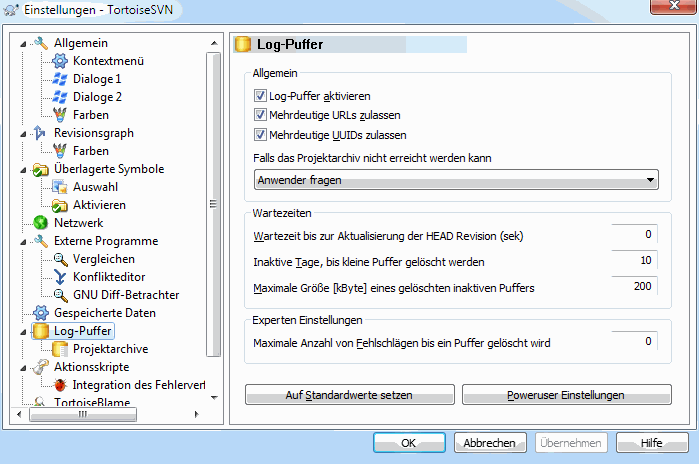 Einstellungen - TortoiseSVN
Allgemein
Kontextmenü
Dialoge 1
Dialoge 2
Farben
Revisionsgraph
Farben
Überlagerte Symbole
Auswahl
Aktivieren
Netzwerk
Externe Programme
Vergleichen
Konflikteditor
GNU Diff-Betrachter
Gespeicherte Daten
Log-Puffer
Projektarchive
Aktionsskripte
Integration des Fehlerverf
TortoiseBlame
Log-Puffer
Allgemein
Log-Puffer aktivieren
Mehrdeutige URLs zulassen
Mehrdeutige UUIDs zulassen
Falls das Projektarchiv nicht erreicht werden kann
Anwender fragen
Wartezeiten
Wartezeit bis zur Aktualisierung der HEAD Revision (sek) 0
Inaktive Tage, bis kleine Puffer gelöscht werden 10
Maximale Größe [kByte] eines gelöschten inaktiven Puffers 200
Experten Einstellungen
Maximale Anzahl von Fehlschlägen bis ein Puffer gelöscht wird 0
Auf Standardwerte setzen Poweruser Einstellungen
OK Abbrechen Übernehmen Hilfe